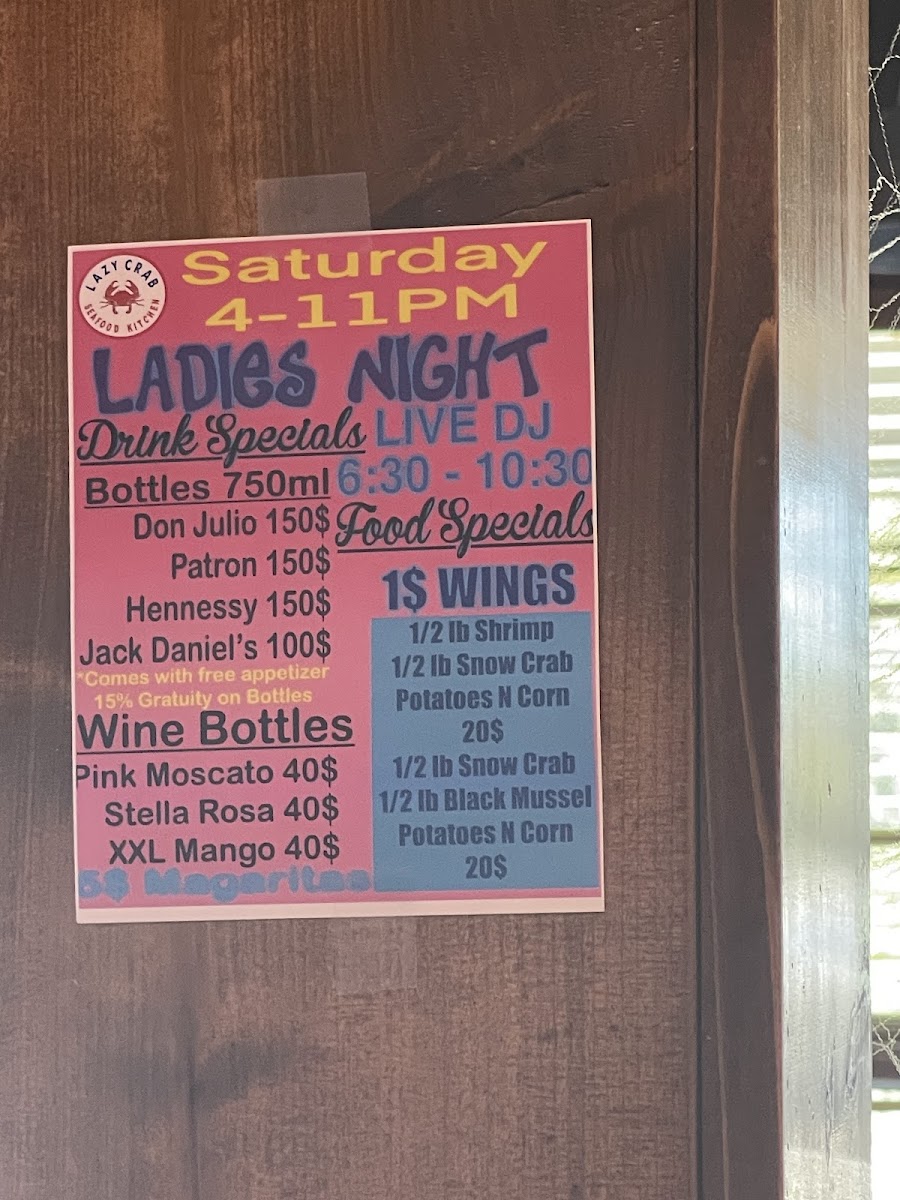 LAZY CRAB
SEAFOOD KITCHEN
Saturday
4-11PM
LADIES NIGHT
Drink Specials
Bottles 750ml
Don Julio 150$
Patron 150$
Hennessy 150$
Jack Daniel's 100$
*Comes with free appetizer
15% Gratuity on Bottles
Wine Bottles
Pink Moscato 40$
Stella Rosa 40$
XXL Mango 40$
5$ Magaritas
LIVE DJ
6:30 - 10:30
Food Specials
1$ WINGS
1/2 lb Shrimp
1/2 lb Snow Crab
Potatoes N Corn
20$
1/2 lb Snow Crab
1/2 lb Black Mussel
Potatoes N Corn
20$